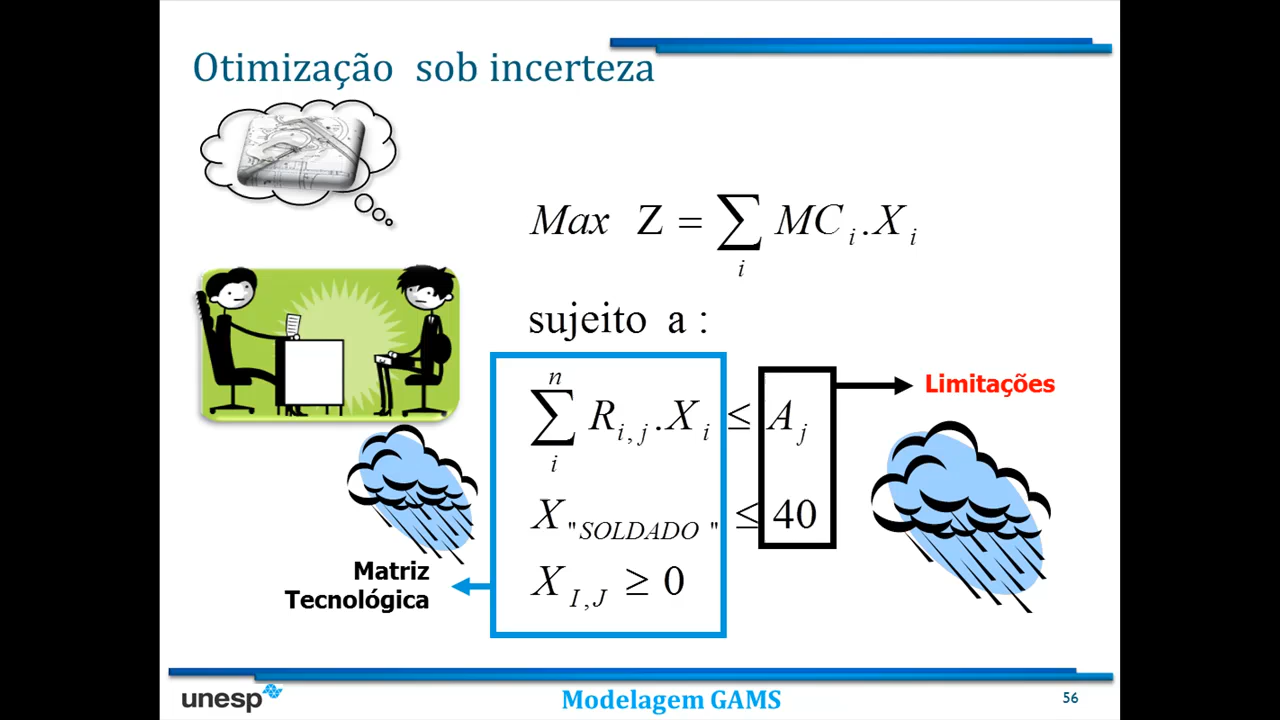 Otimização sob incerteza
Max Z = ∑ MC i . X i
i
sujeito a :
n
∑ R i , j . X i ≤ A j
i
Limitações
X "SOLDADO " ≤ 40
X I , J ≥ 0
Matriz
Tecnológica
unesp
Modelagem GAMS
56